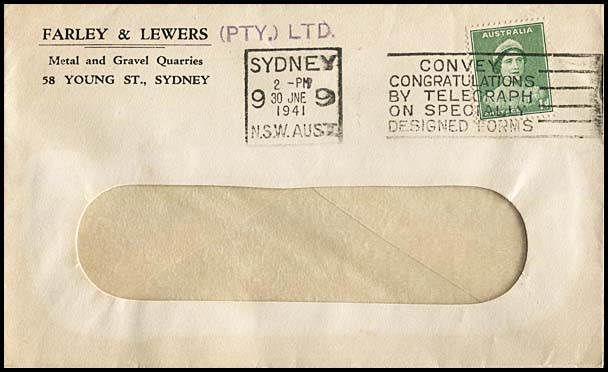 FARLEY & LEWERS (PTY.) LTD.
Metal and Gravel Quarries
58 YOUNG ST., SYDNEY
SYDNEY
2 -PM
9 30 JNE 9
1941
N.S.W. AUST
CONVEY
CONGRATULATIONS
BY TELEGRAPH
ON SPECIALLY
DESIGNED FORMS
AUSTRALIA